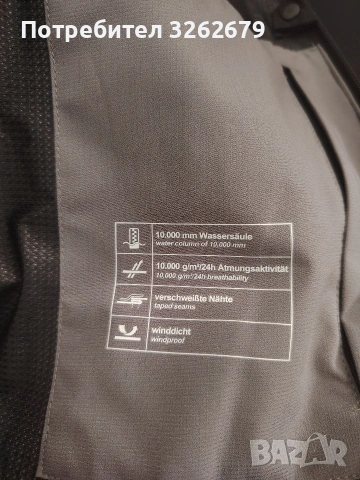 Потребител 3262679
10.000 mm Wassersäule
water column of 10.000 mm
10.000 g/m²/24h Atmungsaktivität
10.000 g/m²/24h breathability
verschweißte Nähte
taped seams
winddicht
windproof
BAZAR